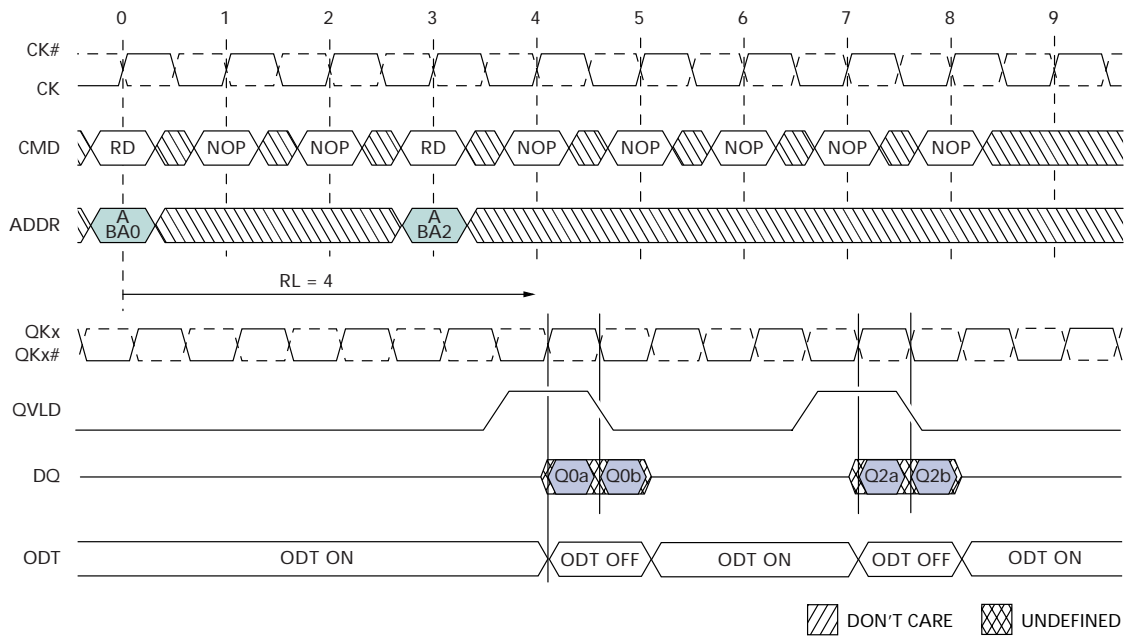 0 1 2 3 4 5 6 7 8 9
CK#
CK
CMD RD NOP NOP RD NOP NOP NOP NOP NOP
ADDR A BA0 A BA2
RL = 4
QKx
QKx#
QVLD
DQ Q0a Q0b Q2a Q2b
ODT ODT ON ODT OFF ODT ON ODT OFF ODT ON
DON'T CARE UNDEFINED